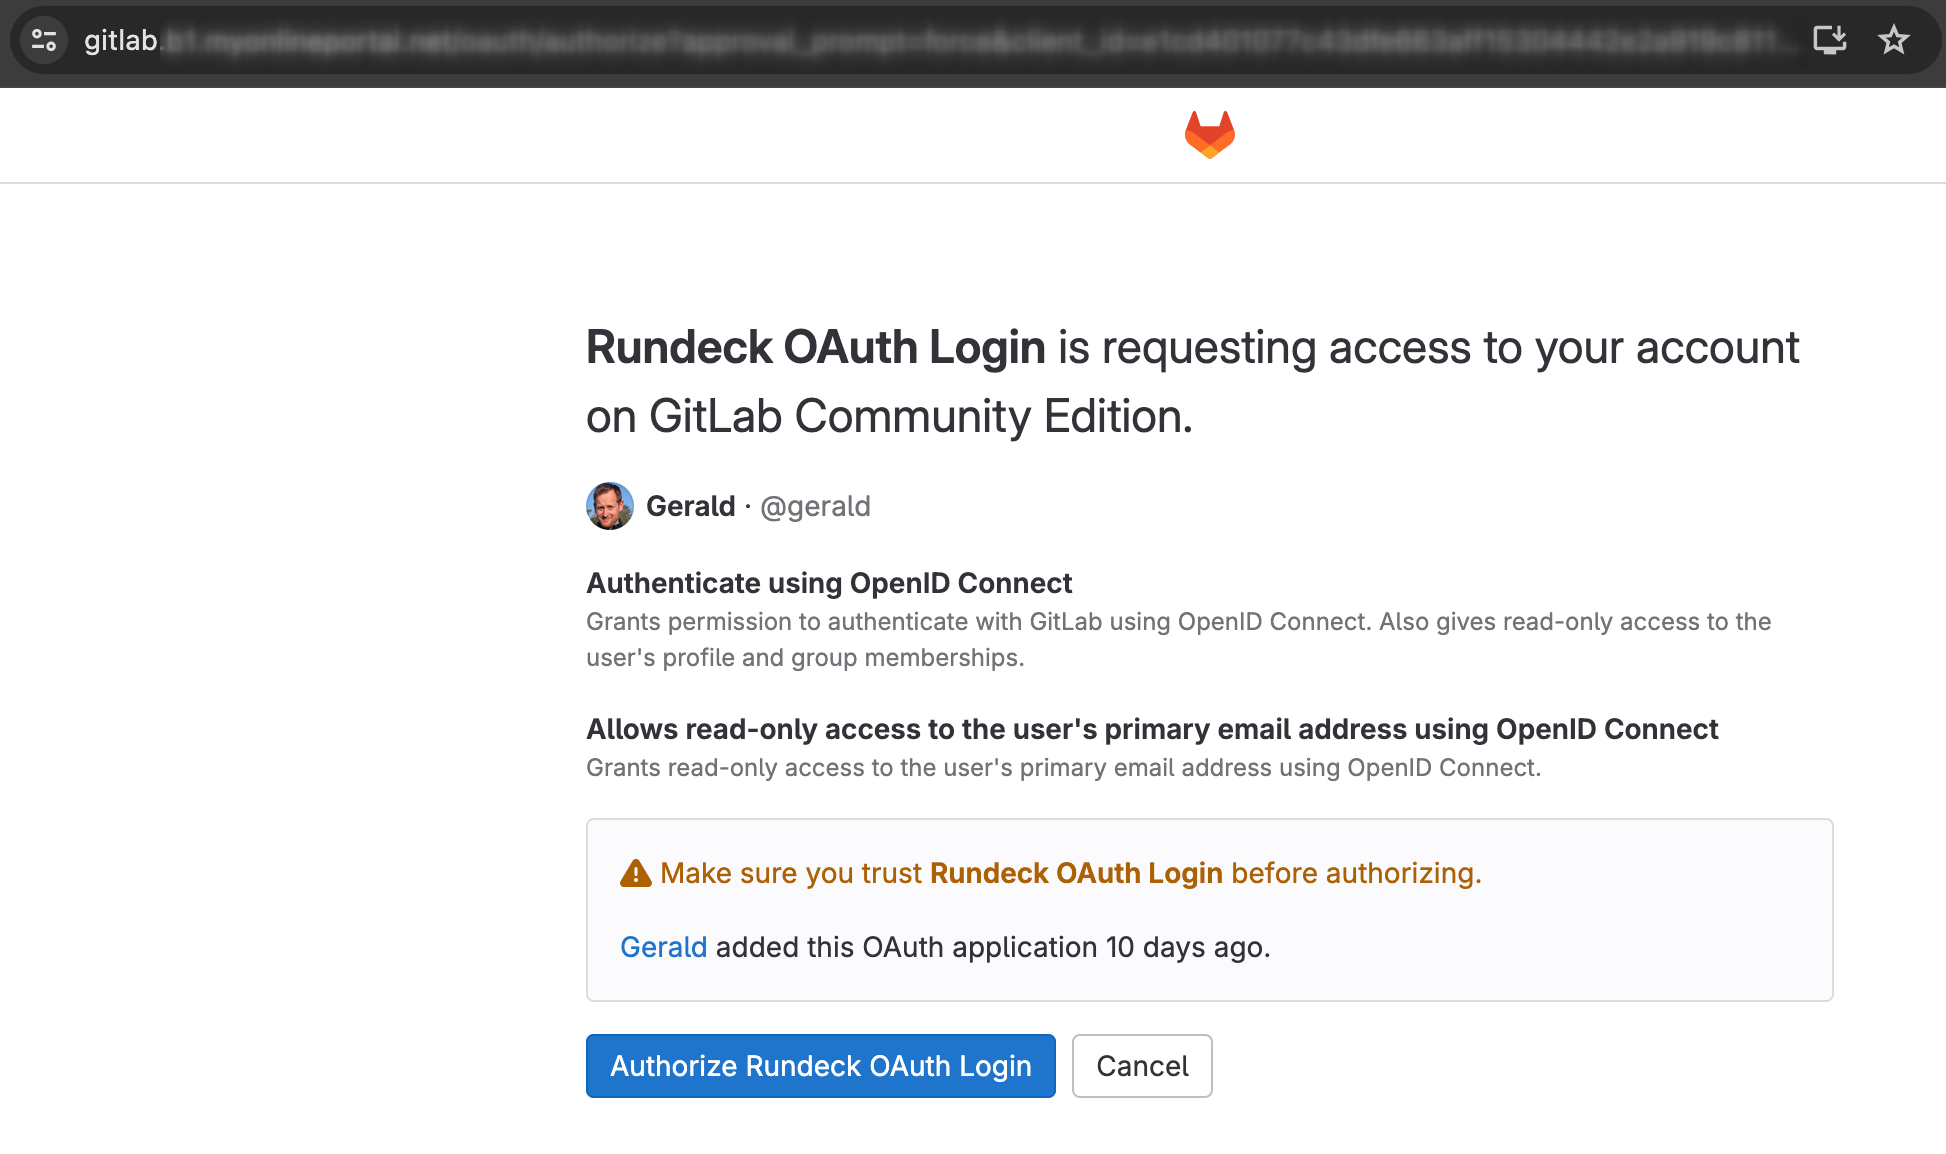 gitlab.
Rundeck OAuth Login is requesting access to your account
on GitLab Community Edition.
Gerald · @gerald
Authenticate using OpenID Connect
Grants permission to authenticate with GitLab using OpenID Connect. Also gives read-only access to the
user's profile and group memberships.
Allows read-only access to the user's primary email address using OpenID Connect
Grants read-only access to the user's primary email address using OpenID Connect.
Make sure you trust Rundeck OAuth Login before authorizing.
Gerald added this OAuth application 10 days ago.
Authorize Rundeck OAuth Login Cancel